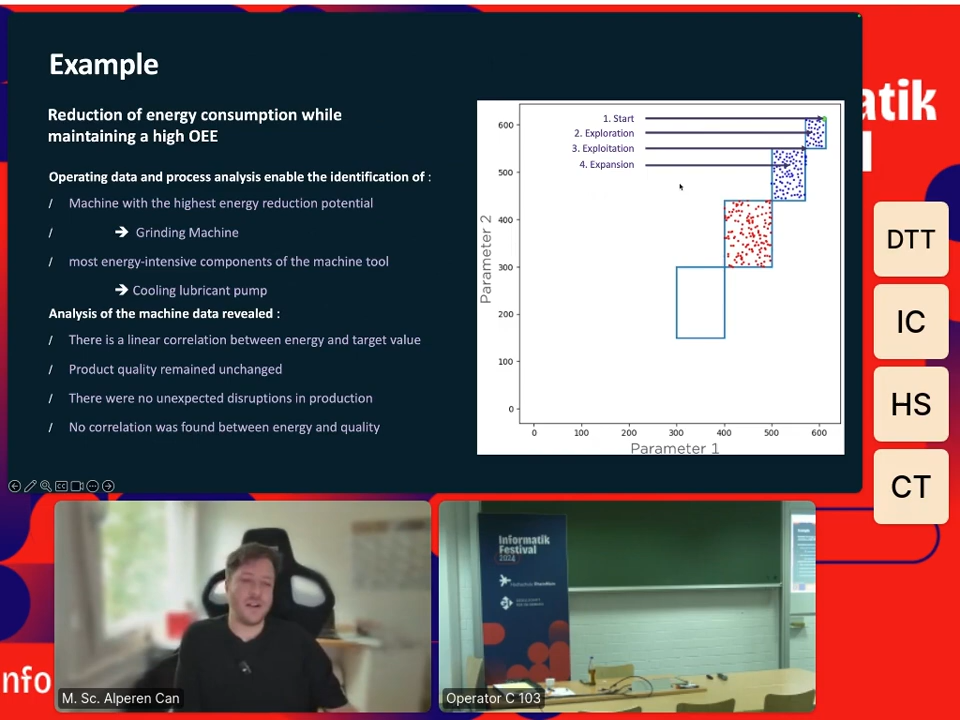 Example
Reduction of energy consumption while
maintaining a high OEE
Operating data and process analysis enable the identification of :
/ Machine with the highest energy reduction potential
/ ➔ Grinding Machine
/ most energy-intensive components of the machine tool
➔ Cooling lubricant pump
Analysis of the machine data revealed :
/ There is a linear correlation between energy and target value
/ Product quality remained unchanged
/ There were no unexpected disruptions in production
/ No correlation was found between energy and quality
1. Start
2. Exploration
3. Exploitation
4. Expansion
600
500
400
300
200
100
0
Parameter 2
0 100 200 300 400 500 600
Parameter 1
atik
DTT
IC
HS
CT
nfo
M. Sc. Alperen Can
Informatik
Festival
2024
Operator C 103